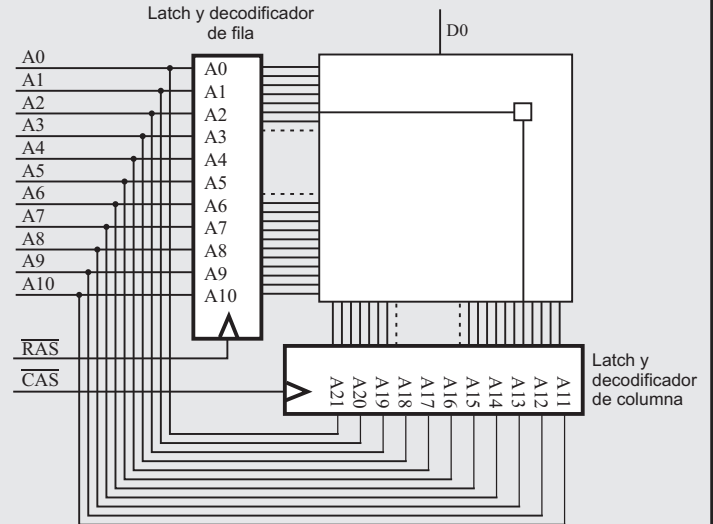 Latch y decodificador
de fila
D0
A0
A1
A2
A3
A4
A5
A6
A7
A8
A9
A10
A0
A1
A2
A3
A4
A5
A6
A7
A8
A9
A10
RAS
CAS
A21
A20
A19
A18
A17
A16
A15
A14
A13
A12
A11
Latch y
decodificador
de columna